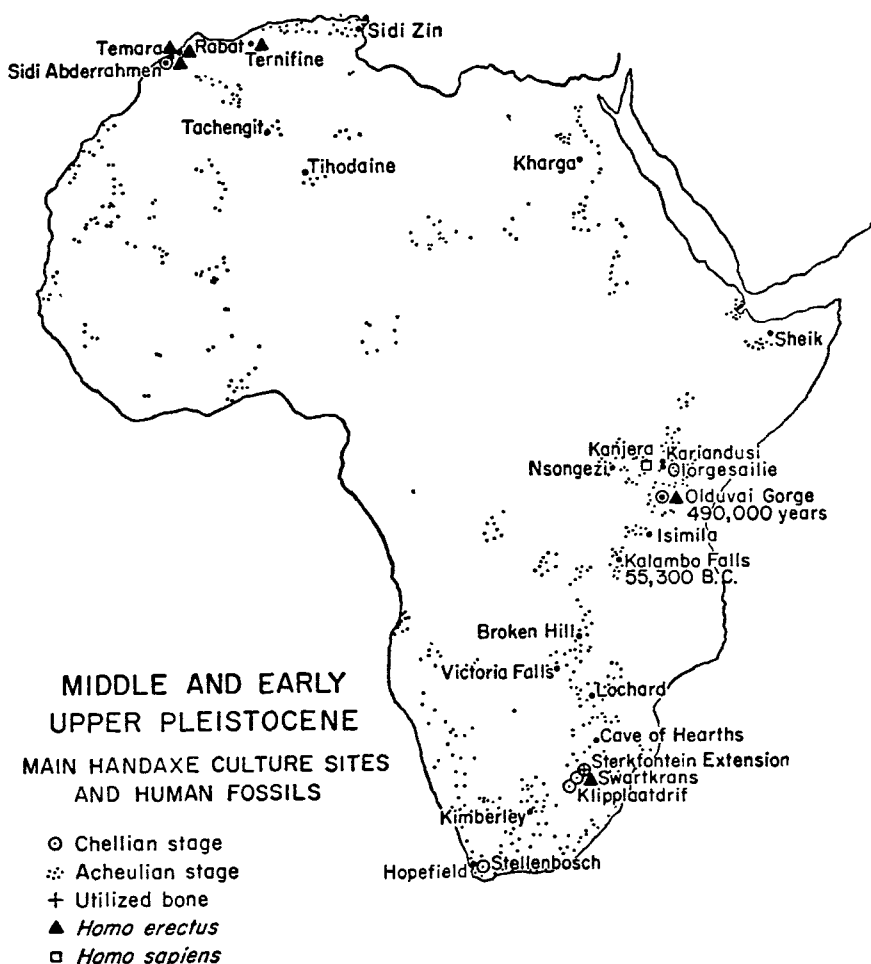 Sidi Zin
Temara
Rabat
Ternifine
Sidi Abderrahmen
Tachengit
Tihodaine
Kharga
Sheik
Kanjera
Kariandusi
Nsongezi
Olorgesailie
Olduvai Gorge
490,000 years
Isimila
Kalambo Falls
55,300 B.C.
Broken Hill
Victoria Falls
Lochard
Cave of Hearths
Sterkfontein Extension
Swartkrans
Klipplaatdrif
Kimberley
Hopefield
Stellenbosch
MIDDLE AND EARLY
UPPER PLEISTOCENE
MAIN HANDAXE CULTURE SITES
AND HUMAN FOSSILS
Chellian stage
Acheulian stage
Utilized bone
Homo erectus
Homo sapiens